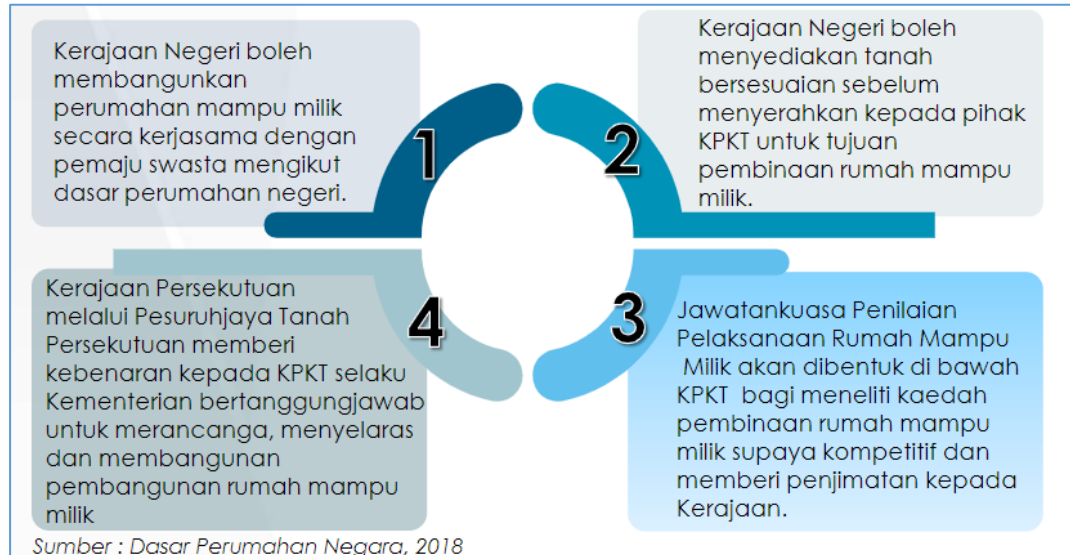 Kerajaan Negeri boleh
membangunkan
perumahan mampu milik
secara kerjasama dengan
pemaju swasta mengikut
dasar perumahan negeri.
1
Kerajaan Negeri boleh
menyediakan tanah
bersesuaian sebelum
menyerahkan kepada pihak
KPKT untuk tujuan
pembinaan rumah mampu
milik.
2
Jawatankuasa Penilaian
Pelaksanaan Rumah Mampu
Milik akan dibentuk di bawah
KPKT bagi meneliti kaedah
pembinaan rumah mampu
milik supaya kompetitif dan
memberi penjimatan kepada
Kerajaan.
3
Kerajaan Persekutuan
melalui Pesuruhjaya Tanah
Persekutuan memberi
kebenaran kepada KPKT selaku
Kementerian bertanggungjawab
untuk merancanga, menyelaras
dan membangunan
pembangunan rumah mampu
milik
4
Sumber : Dasar Perumahan Negara, 2018